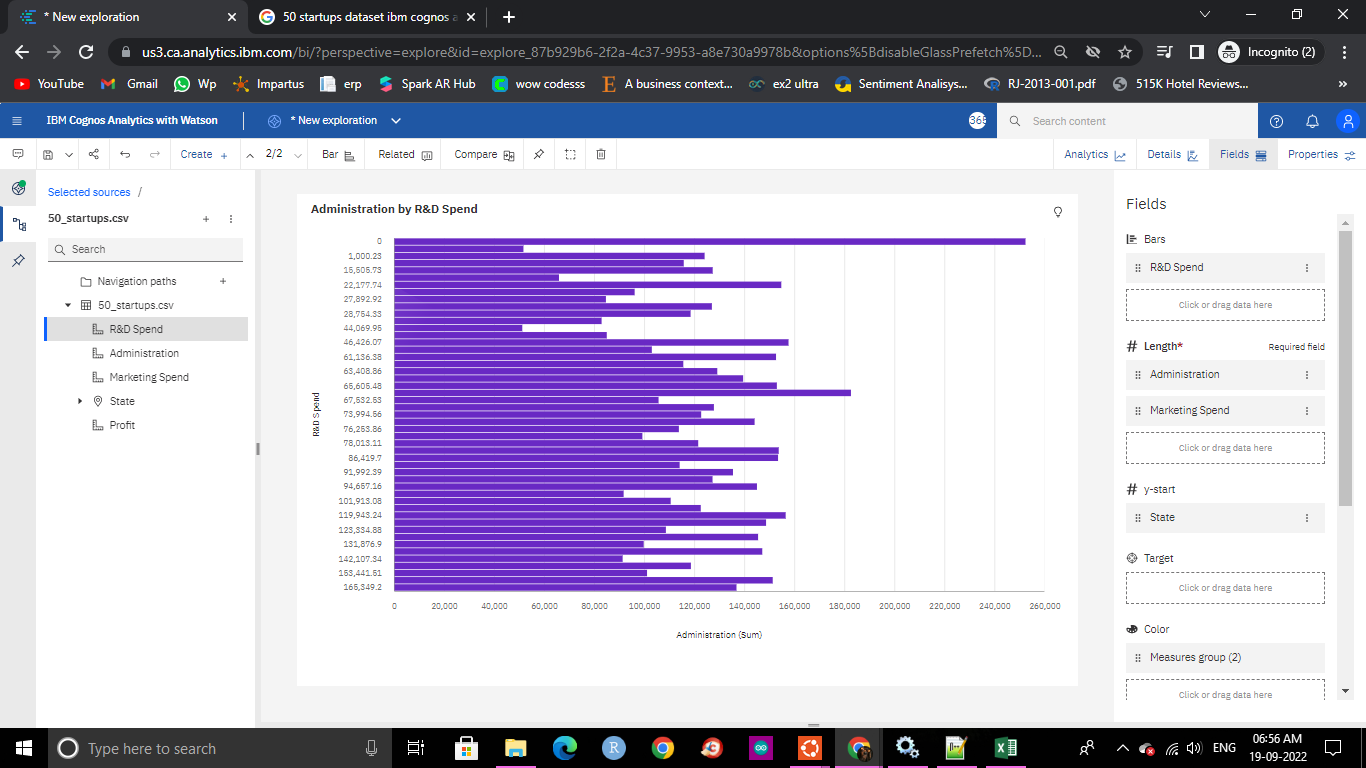 * New exploration
50 startups dataset ibm cognos a
us3.ca.analytics.ibm.com/bi/?perspective=explore&id=explore_87b929b6-2f2a-4c37-9953-a8e730a9978b&options%5BdisableGlassPrefetch%5D...
Incognito (2)
YouTube
Gmail
Wp
Impartus
erp
Spark AR Hub
wow codesss
A business context...
ex2 ultra
Sentiment Analisys...
RJ-2013-001.pdf
515K Hotel Reviews...
»
IBM Cognos Analytics with Watson
* New exploration
365
Search content
Create +
2/2
Bar
Related
Compare
Analytics
Details
Fields
Properties
Selected sources /
50_startups.csv
Search
Navigation paths
50_startups.csv
R&D Spend
Administration
Marketing Spend
State
Profit
Administration by R&D Spend
R&D Spend
0
1,000.23
15,505.73
22,177.74
27,892.92
28,754.33
44,069.95
46,426.07
61,136.38
63,408.86
65,605.48
67,532.53
73,994.56
76,253.86
78,013.11
86,419.7
91,992.39
94,657.16
101,913.08
119,943.24
123,334.88
131,876.9
142,107.34
153,441.51
165,349.2
0
20,000
40,000
60,000
80,000
100,000
120,000
140,000
160,000
180,000
200,000
220,000
240,000
260,000
Administration (Sum)
Fields
Bars
R&D Spend
Click or drag data here
Length*
Required field
Administration
Marketing Spend
Click or drag data here
y-start
State
Target
Click or drag data here
Color
Measures group (2)
Click or drag data here
Type here to search
ENG
06:56 AM
19-09-2022